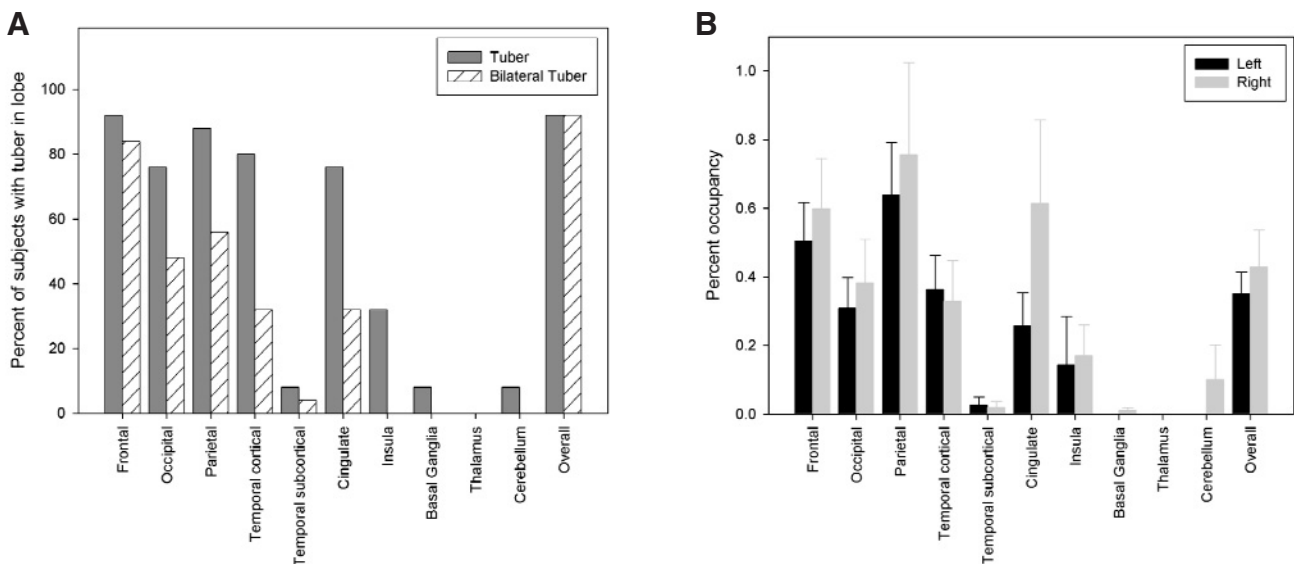 A
Percent of subjects with tuber in lobe
100
80
60
40
20
0
Tuber
Bilateral Tuber
Frontal
Occipital
Parietal
Temporal cortical
Temporal subcortical
Cingulate
Insula
Basal Ganglia
Thalamus
Cerebellum
Overall
B
Percent occupancy
1.0
0.8
0.6
0.4
0.2
0.0
Left
Right
Frontal
Occipital
Parietal
Temporal cortical
Temporal subcortical
Cingulate
Insula
Basal Ganglia
Thalamus
Cerebellum
Overall